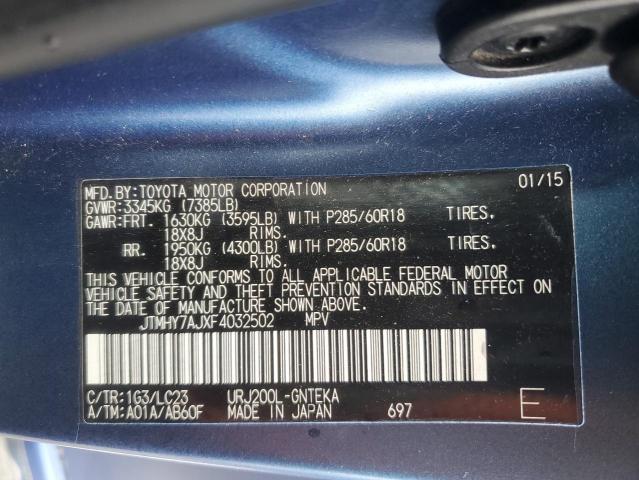 MFD.BY:TOYOTA MOTOR CORPORATION 01/15
GVWR:3345KG (7385LB)
GAWR:FRT. 1630KG (3595LB) WITH P285/60R18 TIRES.
18X8J RIMS.
RR. 1950KG (4300LB) WITH P285/60R18 TIRES.
18X8J RIMS.
THIS VEHICLE CONFORMS TO ALL APPLICABLE FEDERAL MOTOR
VEHICLE SAFETY AND THEFT PREVENTION STANDARDS IN EFFECT ON
THE DATE OF MANUFACTURE SHOWN ABOVE.
JTMHY7AJXF4032502 MPV
C/TR:1G3/LC23 URJ200L-GNTEKA
A/TM:A01A/AB60F MADE IN JAPAN 697 E